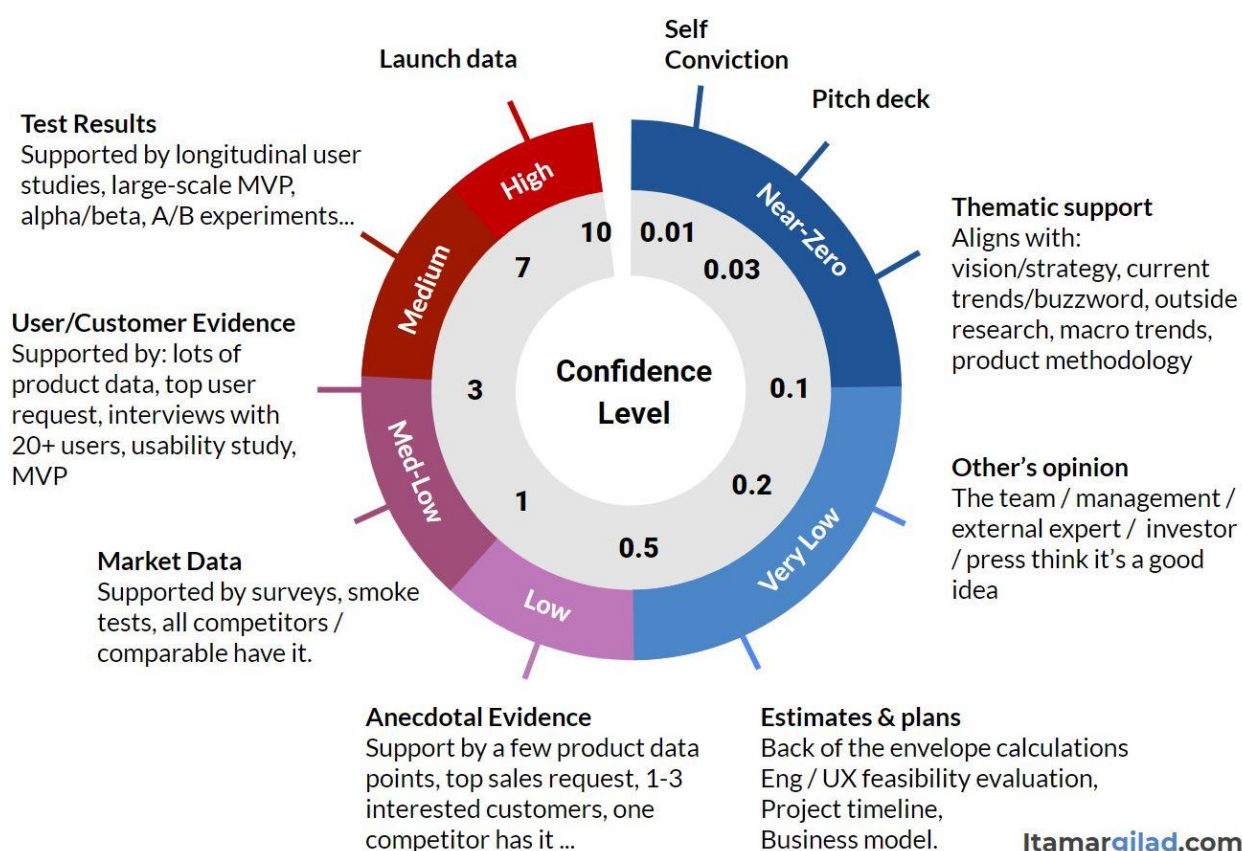 Self
Conviction
Launch data
Pitch deck
Test Results
Supported by longitudinal user
studies, large-scale MVP,
alpha/beta, A/B experiments...
High
10
0.01
Near-Zero
0.03
7
Medium
Thematic support
Aligns with:
vision/strategy, current
trends/buzzword, outside
research, macro trends,
product methodology
User/Customer Evidence
Supported by: lots of
product data, top user
request, interviews with
20+ users, usability study,
MVP
Confidence
Level
3
0.1
Med-Low
1
0.2
0.5
Very Low
Low
Other's opinion
The team / management /
external expert / investor
/ press think it's a good
idea
Market Data
Supported by surveys, smoke
tests, all competitors /
comparable have it.
Anecdotal Evidence
Support by a few product data
points, top sales request, 1-3
interested customers, one
competitor has it ...
Estimates & plans
Back of the envelope calculations
Eng / UX feasibility evaluation,
Project timeline,
Business model.
Itamargilad.com